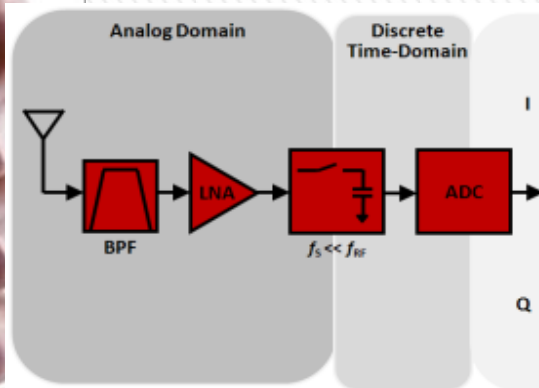 Analog Domain
Discrete
Time-Domain
I
LNA
ADC
BPF
fS << fRF
Q